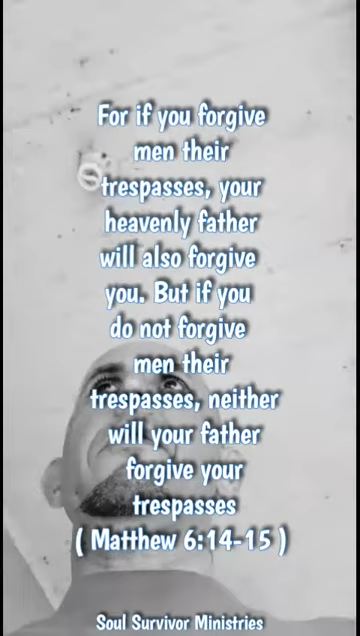 For if you forgive
men their
trespasses, your
heavenly father
will also forgive
you. But if you
do not forgive
men their
trespasses, neither
will your father
forgive your
trespasses
( Matthew 6:14-15 )
Soul Survivor Ministries